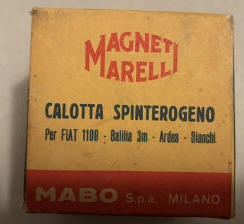 MAGNETI
MARELLI
CALOTTA SPINTEROGENO
Per FIAT 1100 - Balilla 3m - Ardea - Bianchi
MABO S.p.a. - MILANO